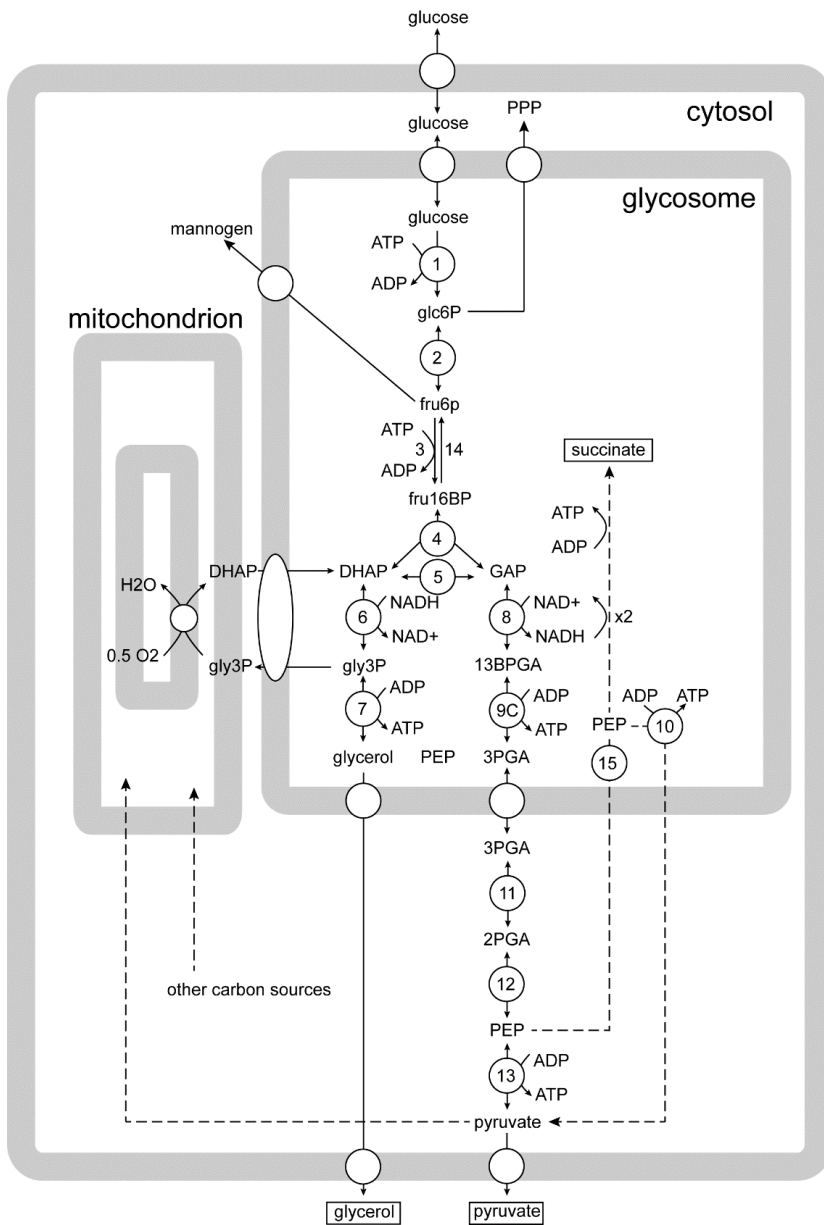 glucose
cytosol
glucose
PPP
glycosome
glucose
mannogen
ATP
1
ADP
glc6P
mitochondrion
2
fru6p
ATP
3
14
succinate
ADP
fru16BP
ATP
4
ADP
DHAP
DHAP
5
GAP
H2O
NADH
NAD+
6
8
x2
NAD+
NADH
0.5 O2
gly3P
gly3P
13BPGA
ADP
ADP
ADP
ATP
7
9C
PEP
10
ATP
ATP
glycerol
PEP
3PGA
15
3PGA
11
2PGA
other carbon sources
12
PEP
ADP
13
ATP
pyruvate
glycerol
pyruvate